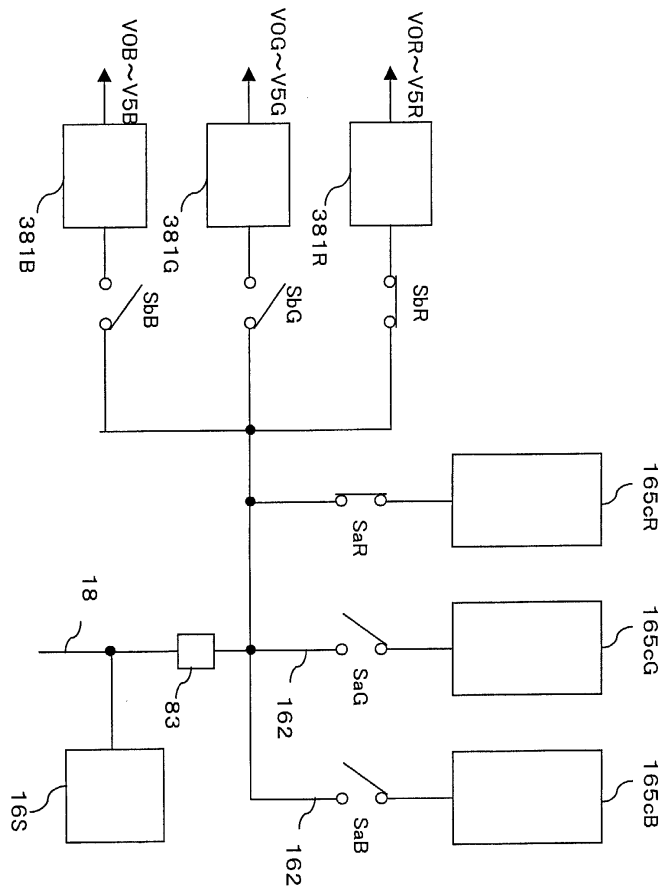 V0B~V5B
V0G~V5G
V0R~V5R
381B
381G
381R
SbB
SbG
SbR
165cR
SaR
165cG
SaG
162
165cB
SaB
162
18
83
16S